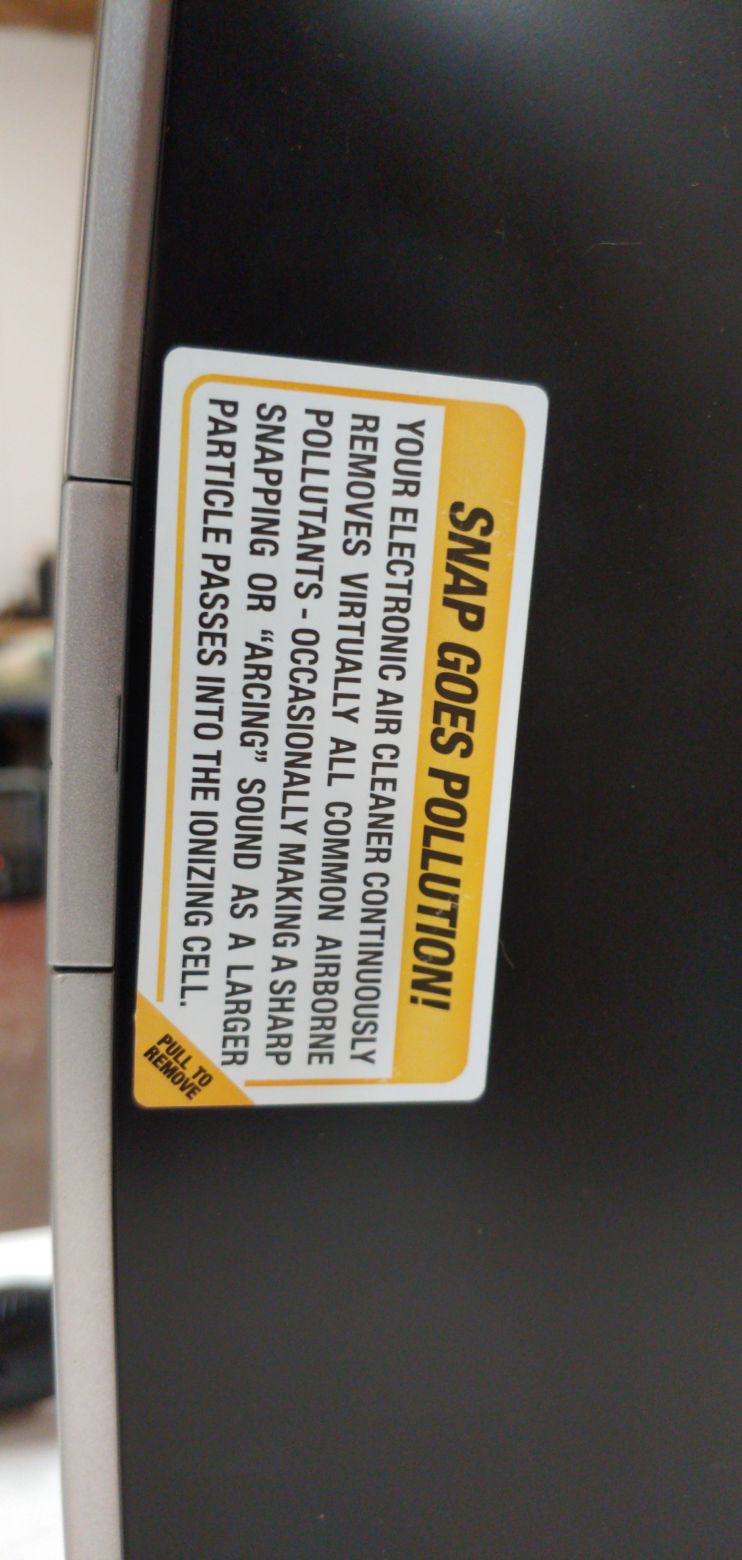 SNAP GOES POLLUTION!
YOUR ELECTRONIC AIR CLEANER CONTINUOUSLY
REMOVES VIRTUALLY ALL COMMON AIRBORNE
POLLUTANTS - OCCASIONALLY MAKING A SHARP
SNAPPING OR "ARCING" SOUND AS A LARGER
PARTICLE PASSES INTO THE IONIZING CELL.
PULL TO
REMOVE